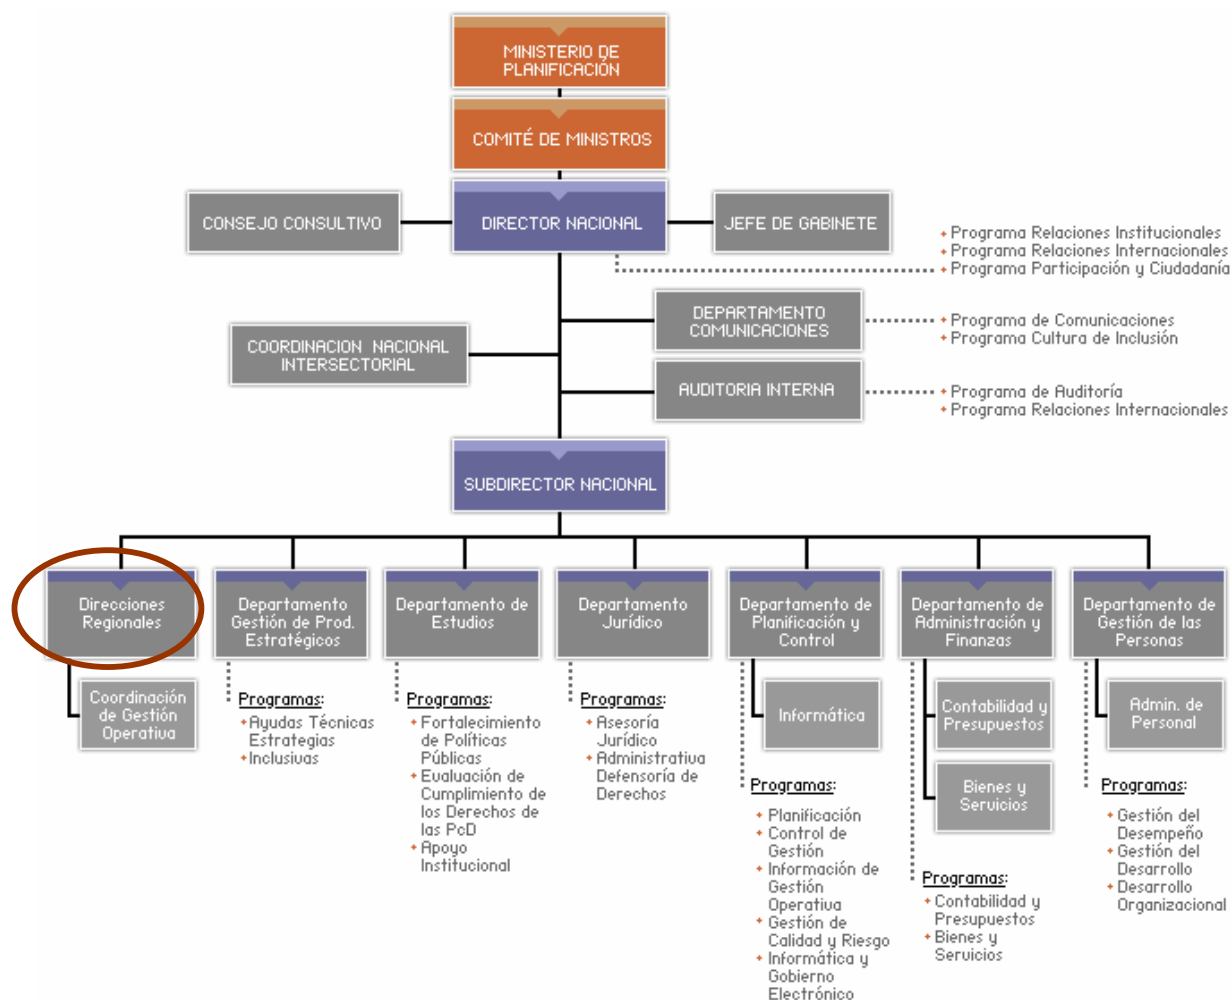 MINISTERIO DE
PLANIFICACIÓN
COMITÉ DE MINISTROS
CONSEJO CONSULTIVO
DIRECTOR NACIONAL
JEFE DE GABINETE
Programa Relaciones Institucionales
Programa Relaciones Internacionales
Programa Participación y Ciudadanía
DEPARTAMENTO
COMUNICACIONES
Programa de Comunicaciones
Programa Cultura de Inclusión
COORDINACION NACIONAL
INTERSECTORIAL
AUDITORIA INTERNA
Programa de Auditoría
Programa Relaciones Internacionales
SUBDIRECTOR NACIONAL
Direcciones
Regionales
Coordinación
de Gestión
Operativa
Departamento
Gestión de Prod.
Estratégicos
Programas:
Ayudas Técnicas
Estrategias
Inclusivas
Departamento de
Estudios
Programas:
Fortalecimiento
de Políticas
Públicas
Evaluación de
Cumplimiento de
los Derechos de
las PcD
Apoyo
Institucional
Departamento
Jurídico
Programas:
Asesoría
Jurídico
Administrativa
Defensoría de
Derechos
Departamento de
Planificación y
Control
Informática
Programas:
Planificación
Control de
Gestión
Información de
Gestión
Operativa
Gestión de
Calidad y Riesgo
Informática y
Gobierno
Electrónico
Departamento de
Administración y
Finanzas
Contabilidad y
Presupuestos
Bienes y
Servicios
Programas:
Contabilidad y
Presupuestos
Bienes y
Servicios
Departamento de
Gestión de las
Personas
Admin. de
Personal
Programas:
Gestión del
Desempeño
Gestión del
Desarrollo
Desarrollo
Organizacional